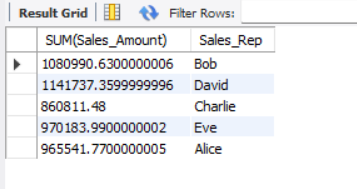 Result Grid Filter Rows:
SUM(Sales_Amount) Sales_Rep
1080990.6300000006 Bob
1141737.3599999996 David
860811.48 Charlie
970183.9900000002 Eve
965541.7700000005 Alice